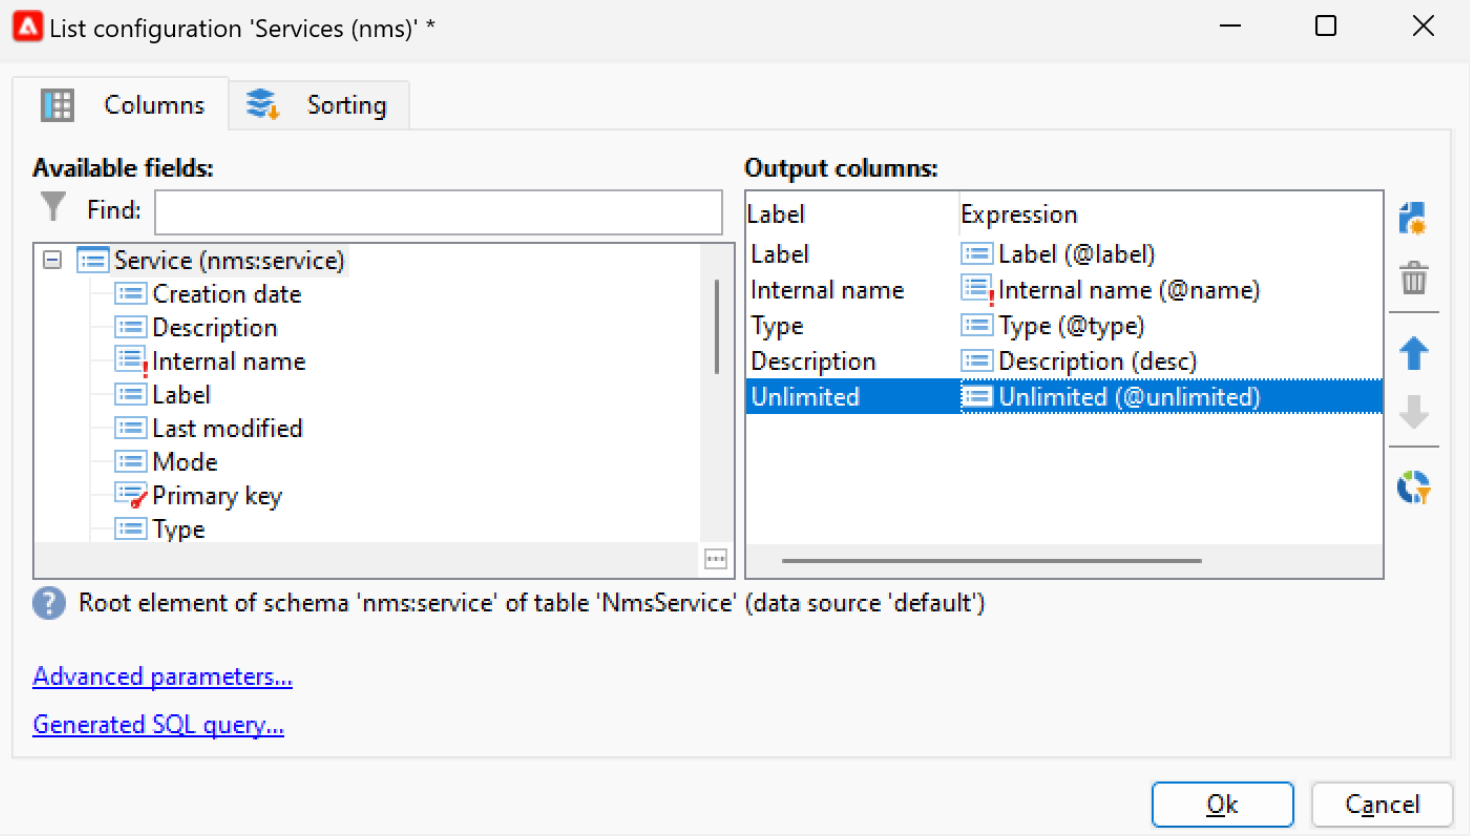 List configuration 'Services (nms)' *
Columns
Sorting
Available fields:
Find:
Service (nms:service)
Creation date
Description
Internal name
Label
Last modified
Mode
Primary key
Type
Output columns:
Label Expression
Label Label (@label)
Internal name Internal name (@name)
Type Type (@type)
Description Description (desc)
Unlimited Unlimited (@unlimited)
Root element of schema 'nms:service' of table 'NmsService' (data source 'default')
Advanced parameters...
Generated SQL query...
Ok
Cancel